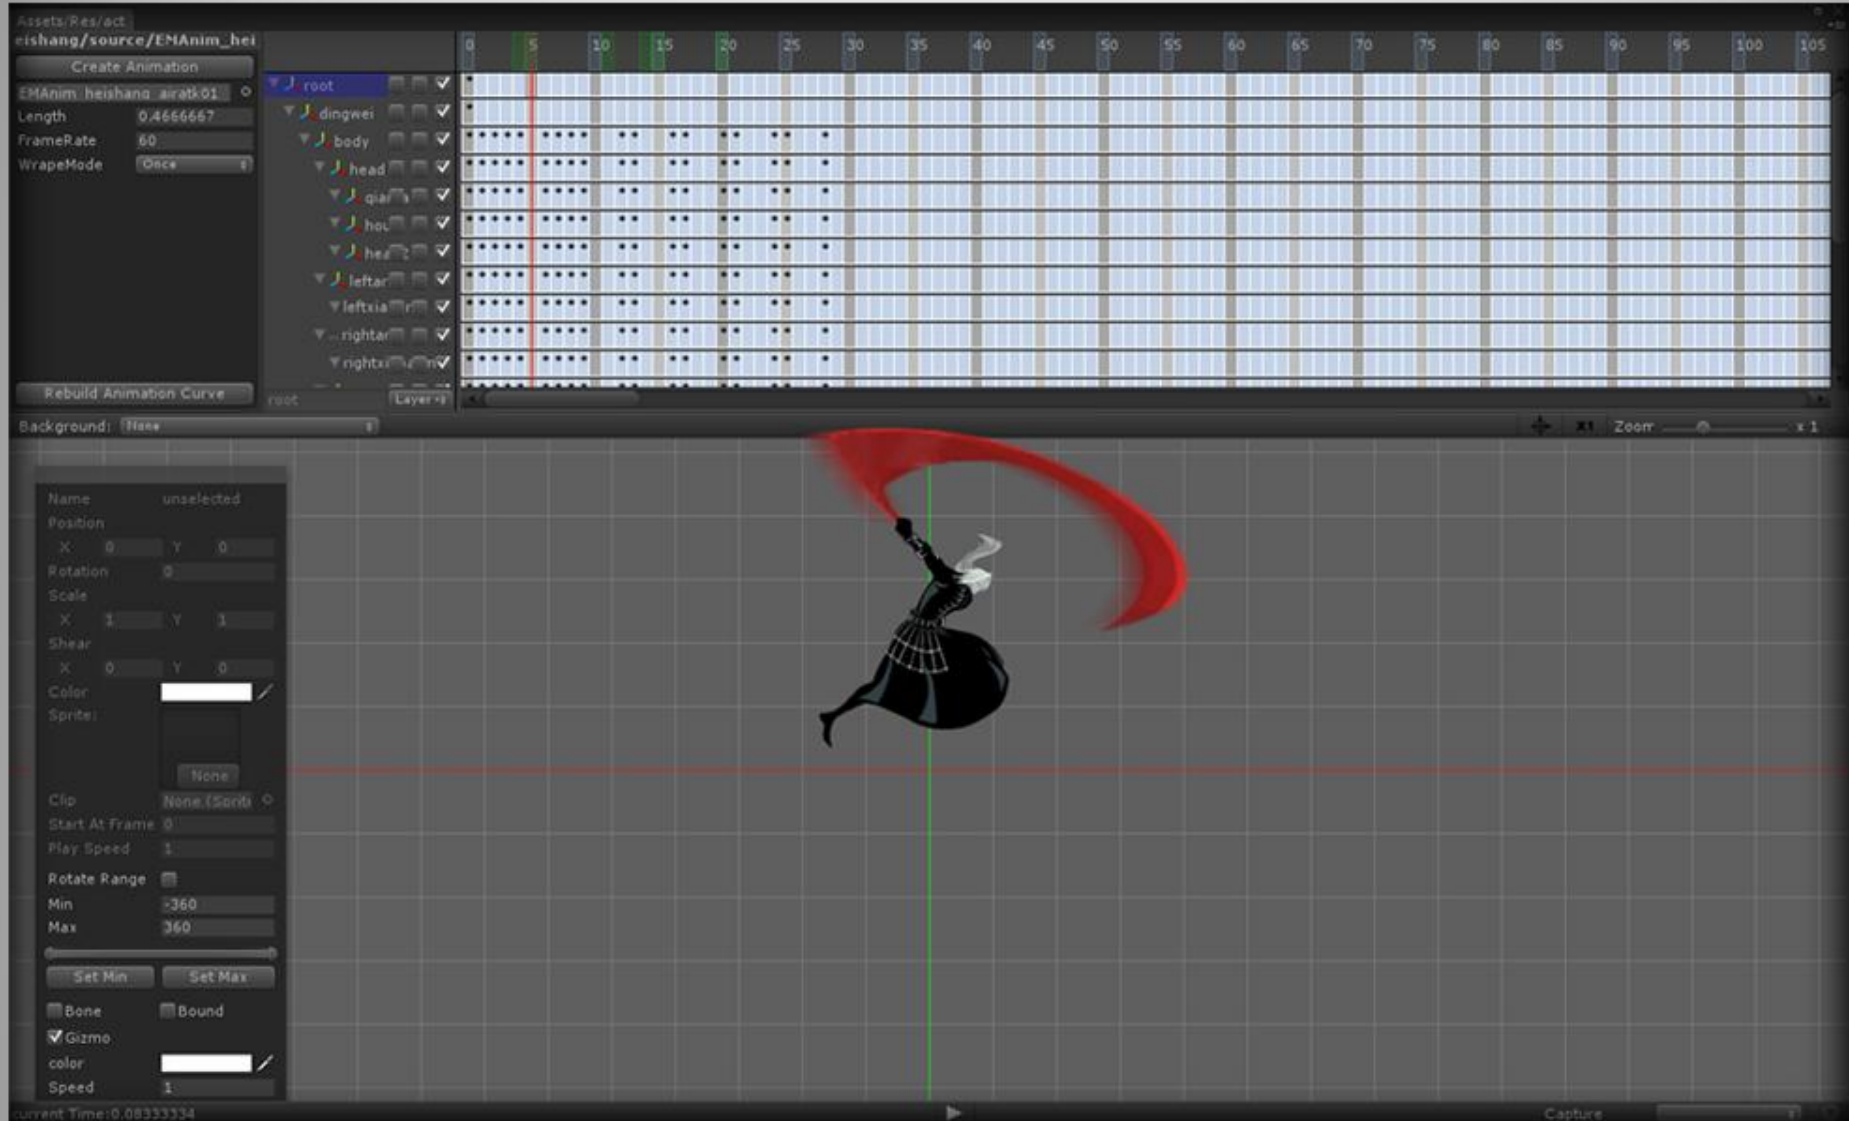 Assets/Res/act
eishang/source/EMAnim_hei
Create Animation
EMAnim_heishang_airatk01
Length 0.4666667
FrameRate 60
WrapeMode Once
Rebuild Animation Curve
0 5 10 15 20 25 30 35 40 45 50 55 60 65 70 75 80 85 90 95 100 105
root
dingwei
body
head
hou
leftar
leftxia
rightar
rightxi
root Layer
Background: None
Zoom x 1
Name unselected
Position
X 0 Y 0
Rotation 0
Scale
X 1 Y 1
Shear
X 0 Y 0
Color
Sprite:
None
Clip None (Spriti
Start At Frame 0
Play Speed 1
Rotate Range
Min -360
Max 360
Set Min Set Max
Bone Bound
Gizmo
color
Speed 1
current Time:0.08333334
Capture